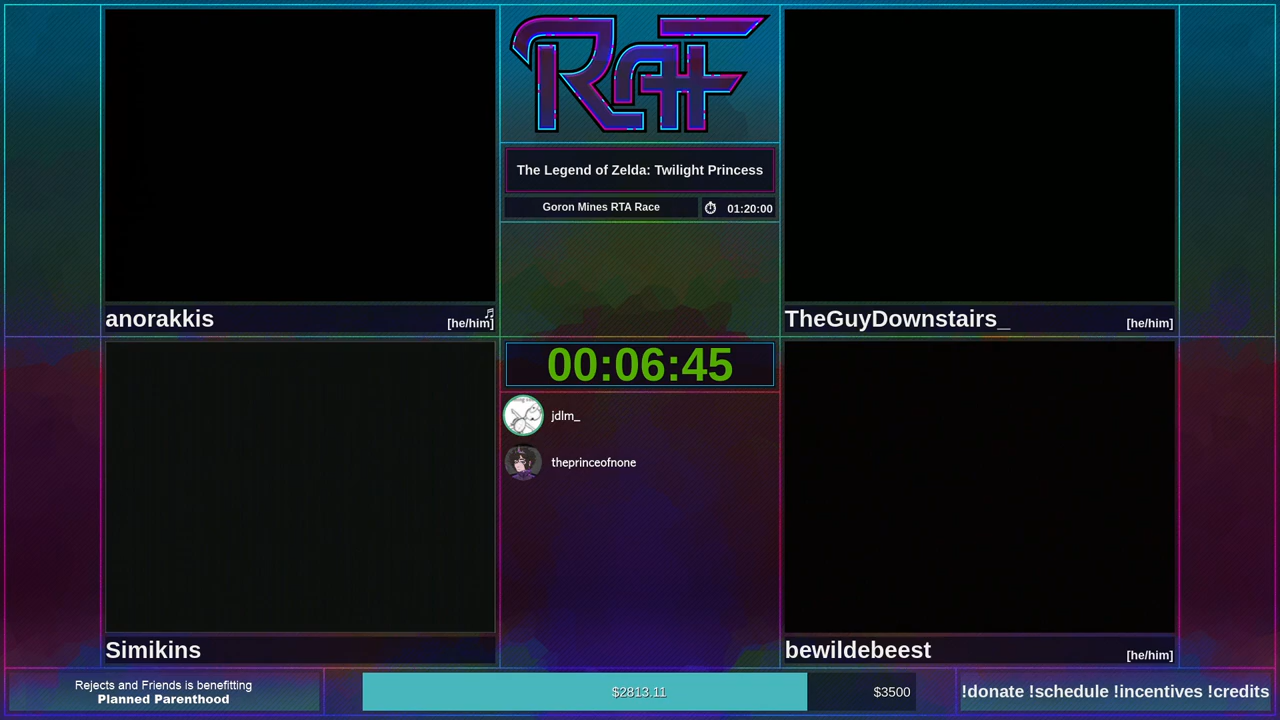 RAF
The Legend of Zelda: Twilight Princess
Goron Mines RTA Race
01:20:00
anorakkis
[he/him]
TheGuyDownstairs_
[he/him]
00:06:45
jdlm_
theprinceofnone
Simikins
bewildebeest
[he/him]
Rejects and Friends is benefitting
Planned Parenthood
$2813.11
$3500
!donate !schedule !incentives !credits